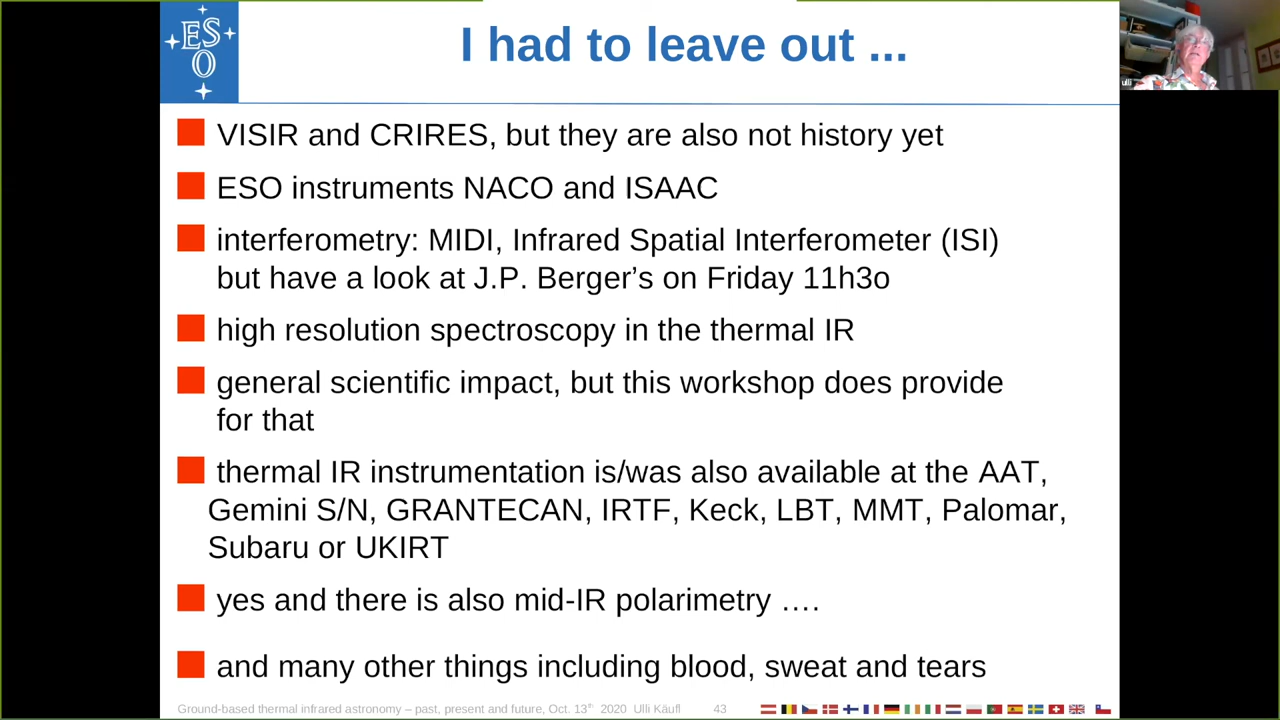 ESO
I had to leave out ...
VISIR and CRIRES, but they are also not history yet
ESO instruments NACO and ISAAC
interferometry: MIDI, Infrared Spatial Interferometer (ISI)
but have a look at J.P. Berger’s on Friday 11h3o
high resolution spectroscopy in the thermal IR
general scientific impact, but this workshop does provide
for that
thermal IR instrumentation is/was also available at the AAT,
Gemini S/N, GRANTECAN, IRTF, Keck, LBT, MMT, Palomar,
Subaru or UKIRT
yes and there is also mid-IR polarimetry ….
and many other things including blood, sweat and tears
Ground-based thermal infrared astronomy – past, present and future, Oct. 13th 2020 Ulli Käufl 43
ulli